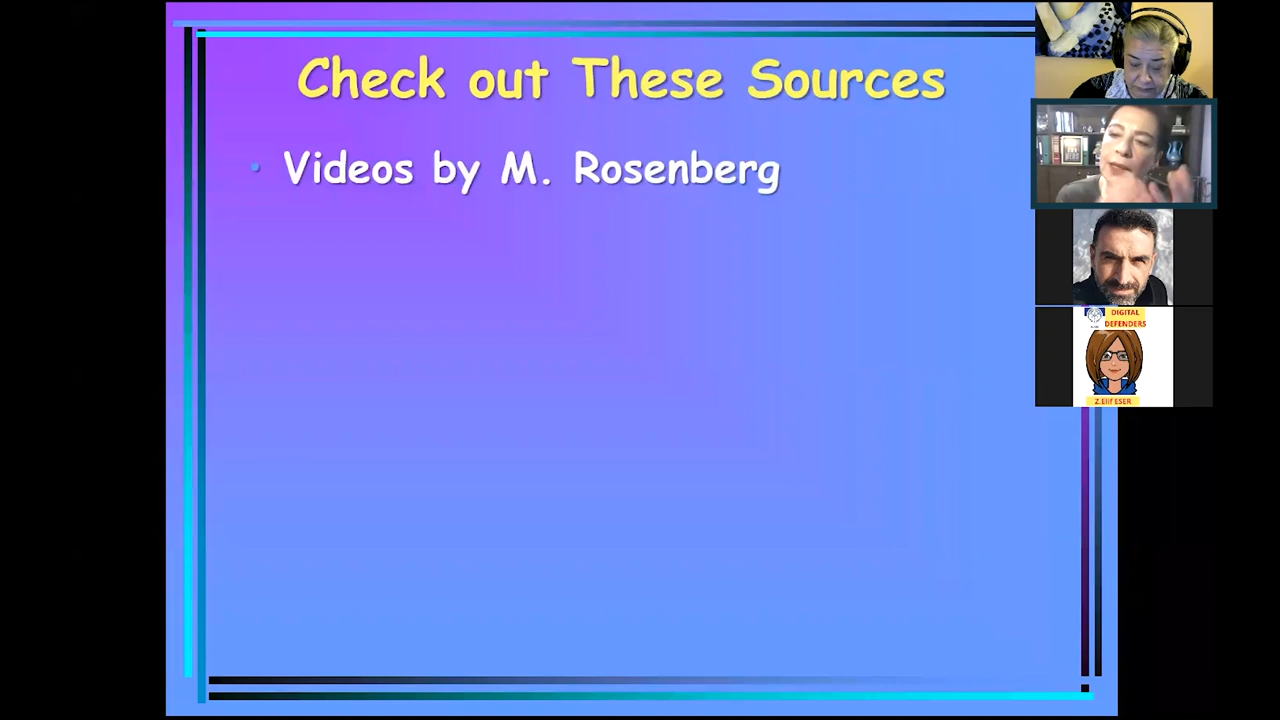 Check out These Sources
• Videos by M. Rosenberg
DIGITAL
DEFENDERS
Z.Elif ESER